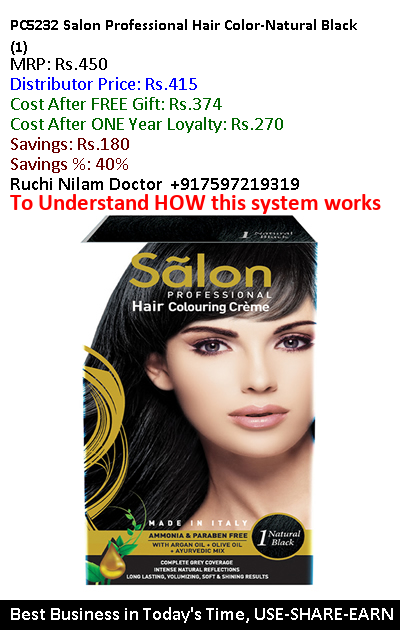 PC5232 Salon Professional Hair Color-Natural Black
(1)
MRP: Rs.450
Distributor Price: Rs.415
Cost After FREE Gift: Rs.374
Cost After ONE Year Loyalty: Rs.270
Savings: Rs.180
Savings %: 40%
Ruchi Nilam Doctor +917597219319
To Understand HOW this system works
1 Natural
Black
Sãlon
PROFESSIONAL
Hair Colouring Crème
MADE IN ITALY
AMMONIA & PARABEN FREE
WITH ARGAN OIL + OLIVE OIL
+ AYURVEDIC MIX
1 Natural
Black
COMPLETE GREY COVERAGE
INTENSE NATURAL REFLECTIONS
LONG LASTING, VOLUMIZING, SOFT & SHINING RESULTS
Best Business in Today's Time, USE-SHARE-EARN